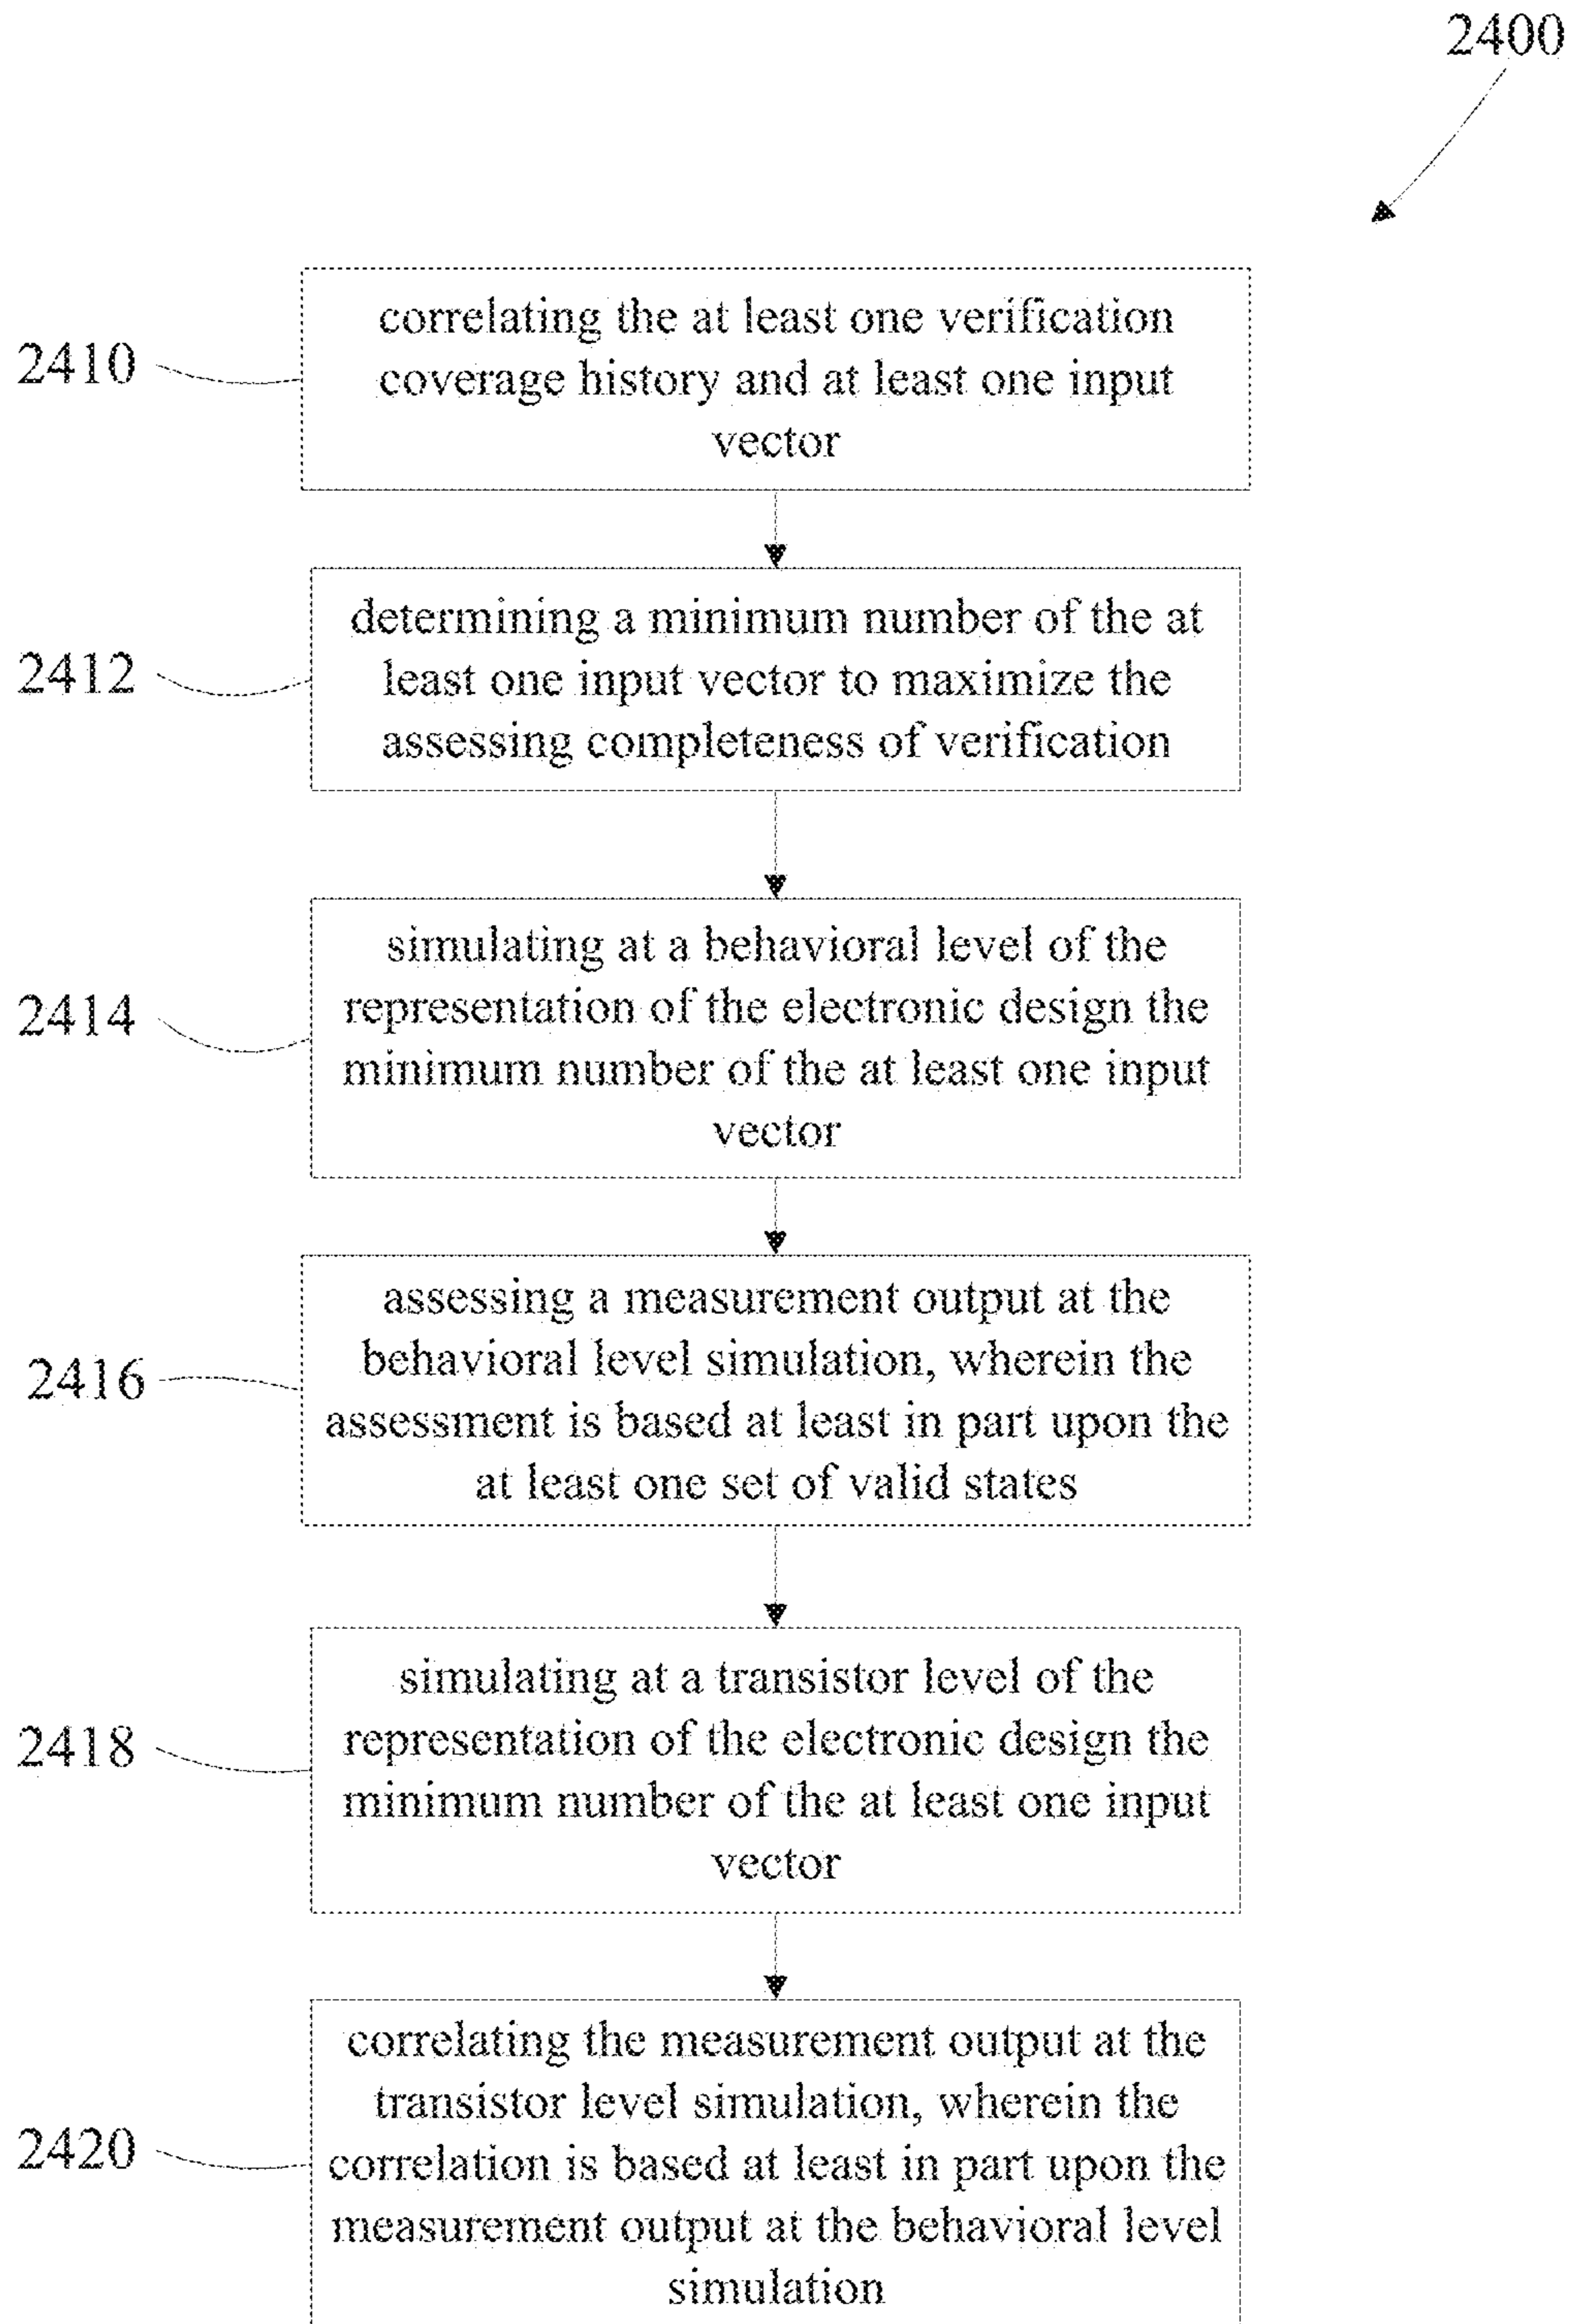 2400
2410
correlating the at least one verification
coverage history and at least one input
vector
2412
determining a minimum number of the at
least one input vector to maximize the
assessing completeness of verification
2414
simulating at a behavioral level of the
representation of the electronic design the
minimum number of the at least one input
vector
2416
assessing a measurement output at the
behavioral level simulation, wherein the
assessment is based at least in part upon the
at least one set of valid states
2418
simulating at a transistor level of the
representation of the electronic design the
minimum number of the at least one input
vector
2420
correlating the measurement output at the
transistor level simulation, wherein the
correlation is based at least in part upon the
measurement output at the behavioral level
simulation